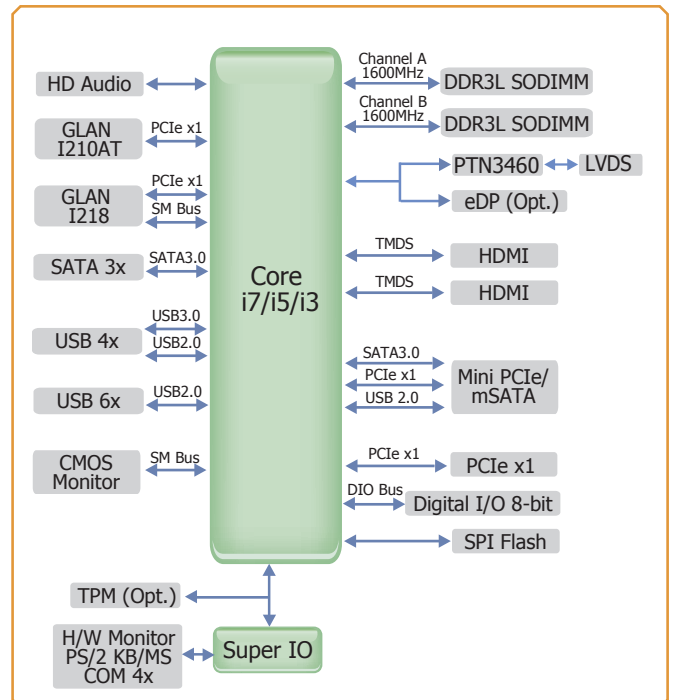 HD Audio
GLAN
I210AT
PCIe x1
GLAN
I218
PCIe x1
SM Bus
SATA 3x
SATA3.0
USB 4x
USB3.0
USB2.0
USB 6x
USB2.0
CMOS
Monitor
SM Bus
Core
i7/i5/i3
Channel A
1600MHz
DDR3L SODIMM
Channel B
1600MHz
DDR3L SODIMM
PTN3460
LVDS
eDP (Opt.)
TMDS
HDMI
TMDS
HDMI
SATA3.0
PCIe x1
USB 2.0
Mini PCIe/
mSATA
PCIe x1
PCIe x1
DIO Bus
Digital I/O 8-bit
SPI Flash
TPM (Opt.)
H/W Monitor
PS/2 KB/MS
COM 4x
Super IO